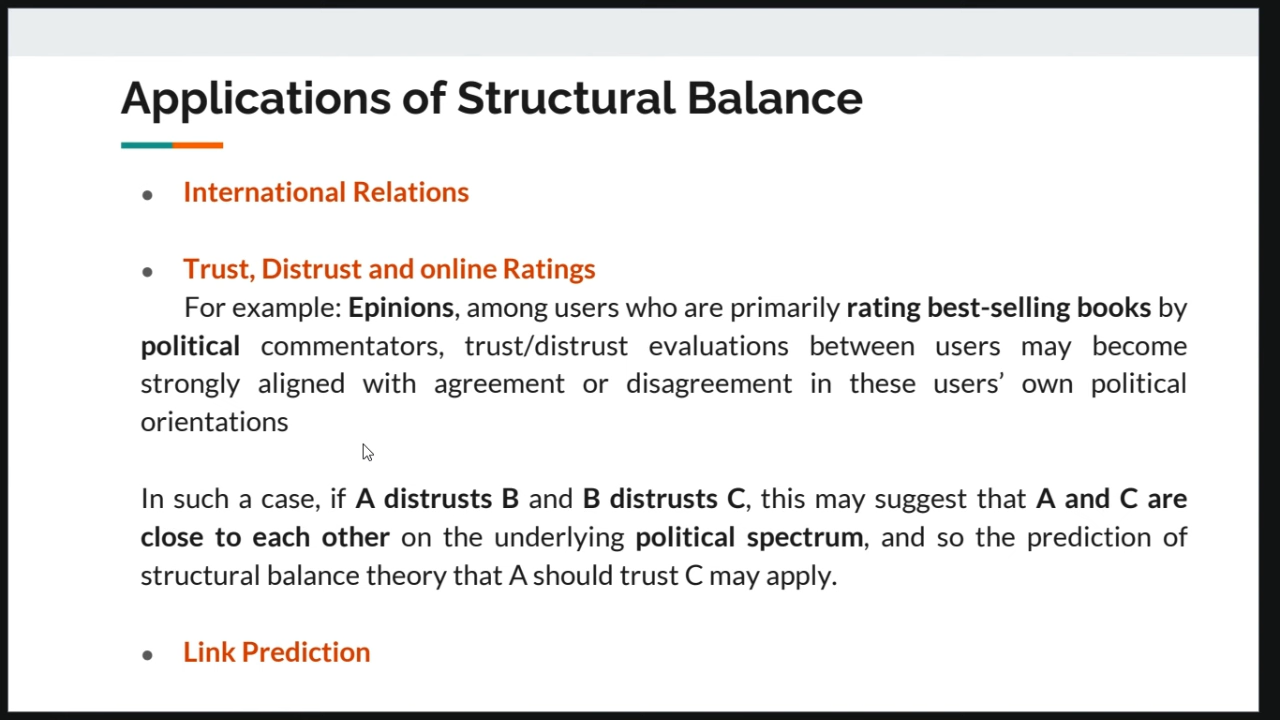 Applications of Structural Balance
● International Relations
● Trust, Distrust and online Ratings
For example: Epinions, among users who are primarily rating best-selling books by
political commentators, trust/distrust evaluations between users may become
strongly aligned with agreement or disagreement in these users’ own political
orientations
In such a case, if A distrusts B and B distrusts C, this may suggest that A and C are
close to each other on the underlying political spectrum, and so the prediction of
structural balance theory that A should trust C may apply.
● Link Prediction